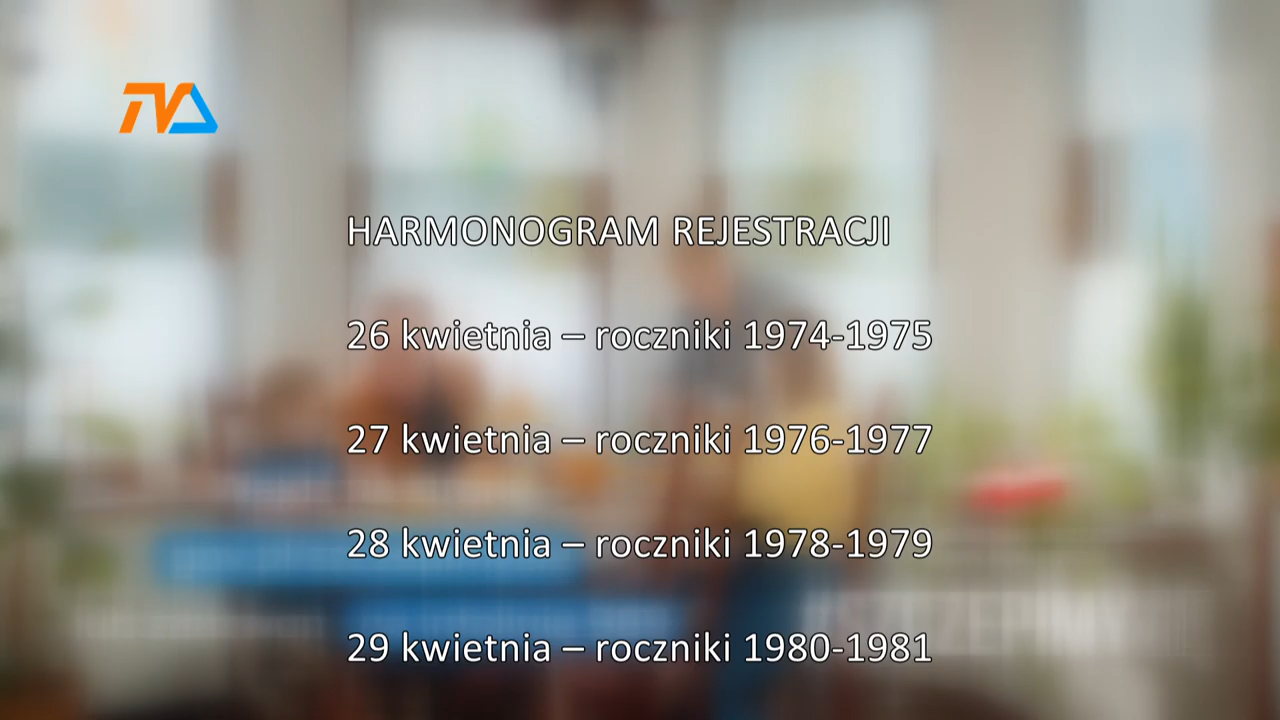 TVA
HARMONOGRAM REJESTRACJI
26 kwietnia – roczniki 1974-1975
27 kwietnia – roczniki 1976-1977
28 kwietnia – roczniki 1978-1979
29 kwietnia – roczniki 1980-1981